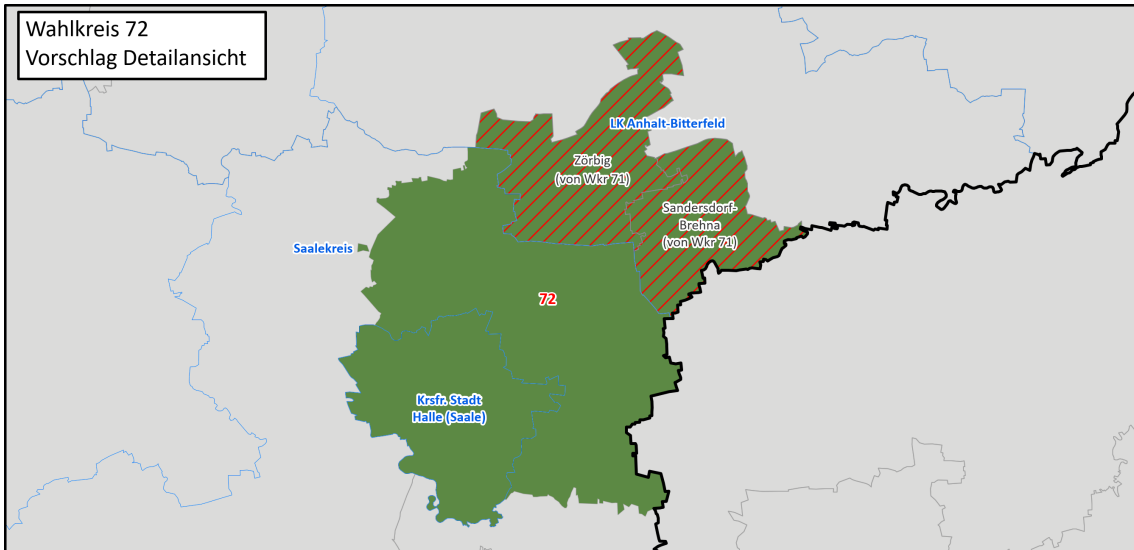 Wahlkreis 72
Vorschlag Detailansicht
LK Anhalt-Bitterfeld
Zörbig
(von Wkr 71)
Sandersdorf-
Brehna
(von Wkr 71)
Saalekreis
72
Krsfr. Stadt
Halle (Saale)